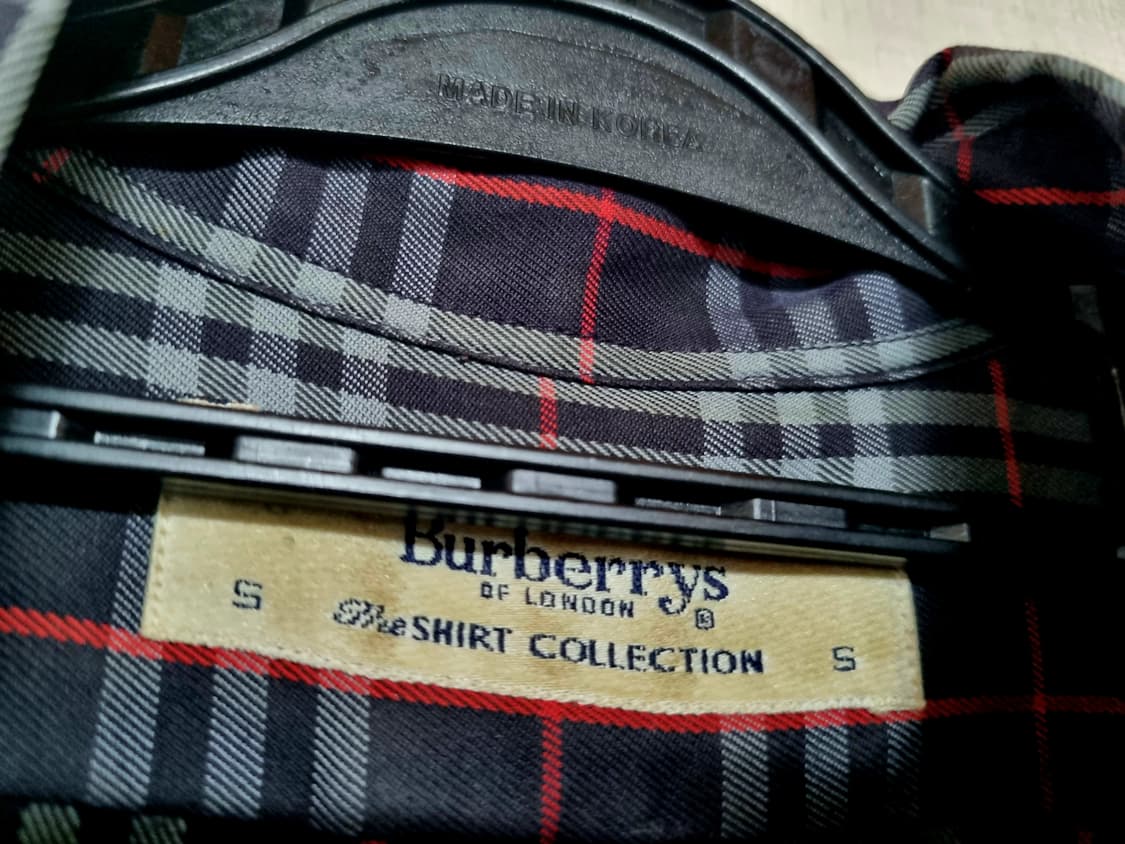 MADE IN KOREA
Burberrys
OF LONDON ®
The SHIRT COLLECTION
S
S